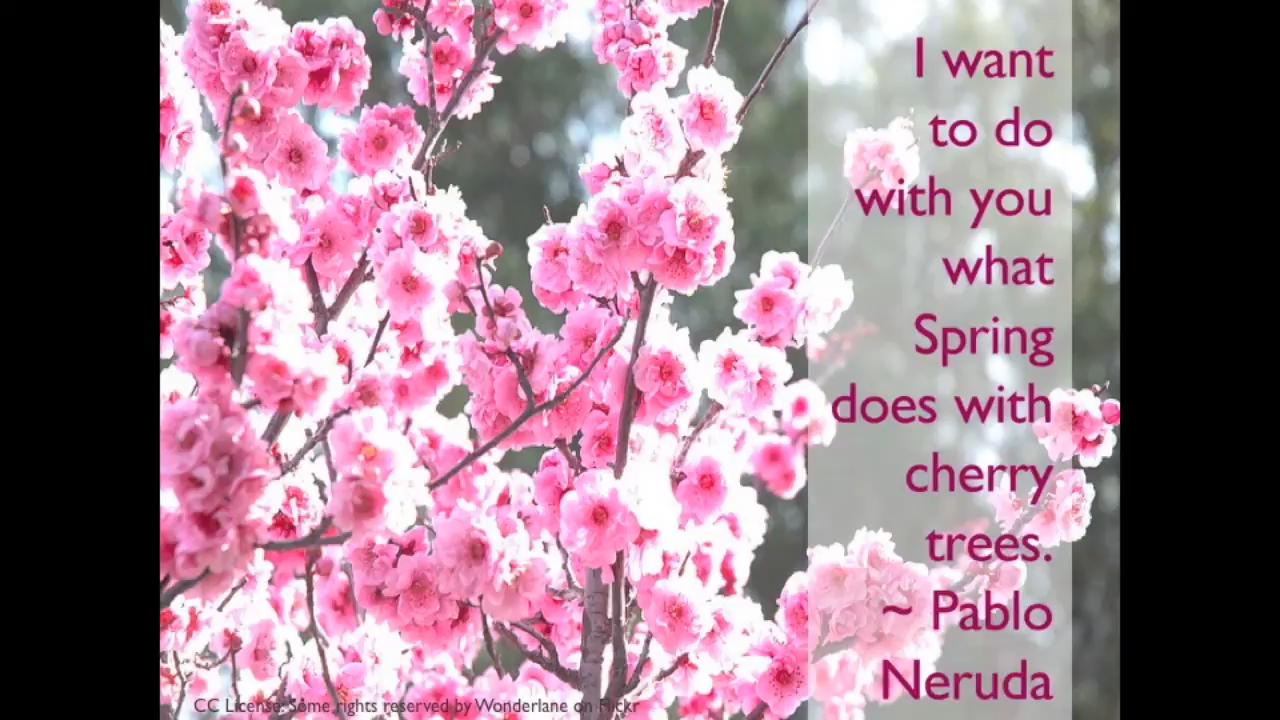 I want
to do
with you
what
Spring
does with
cherry
trees.
~ Pablo
Neruda
CC License: Some rights reserved by Wonderlane on Flickr